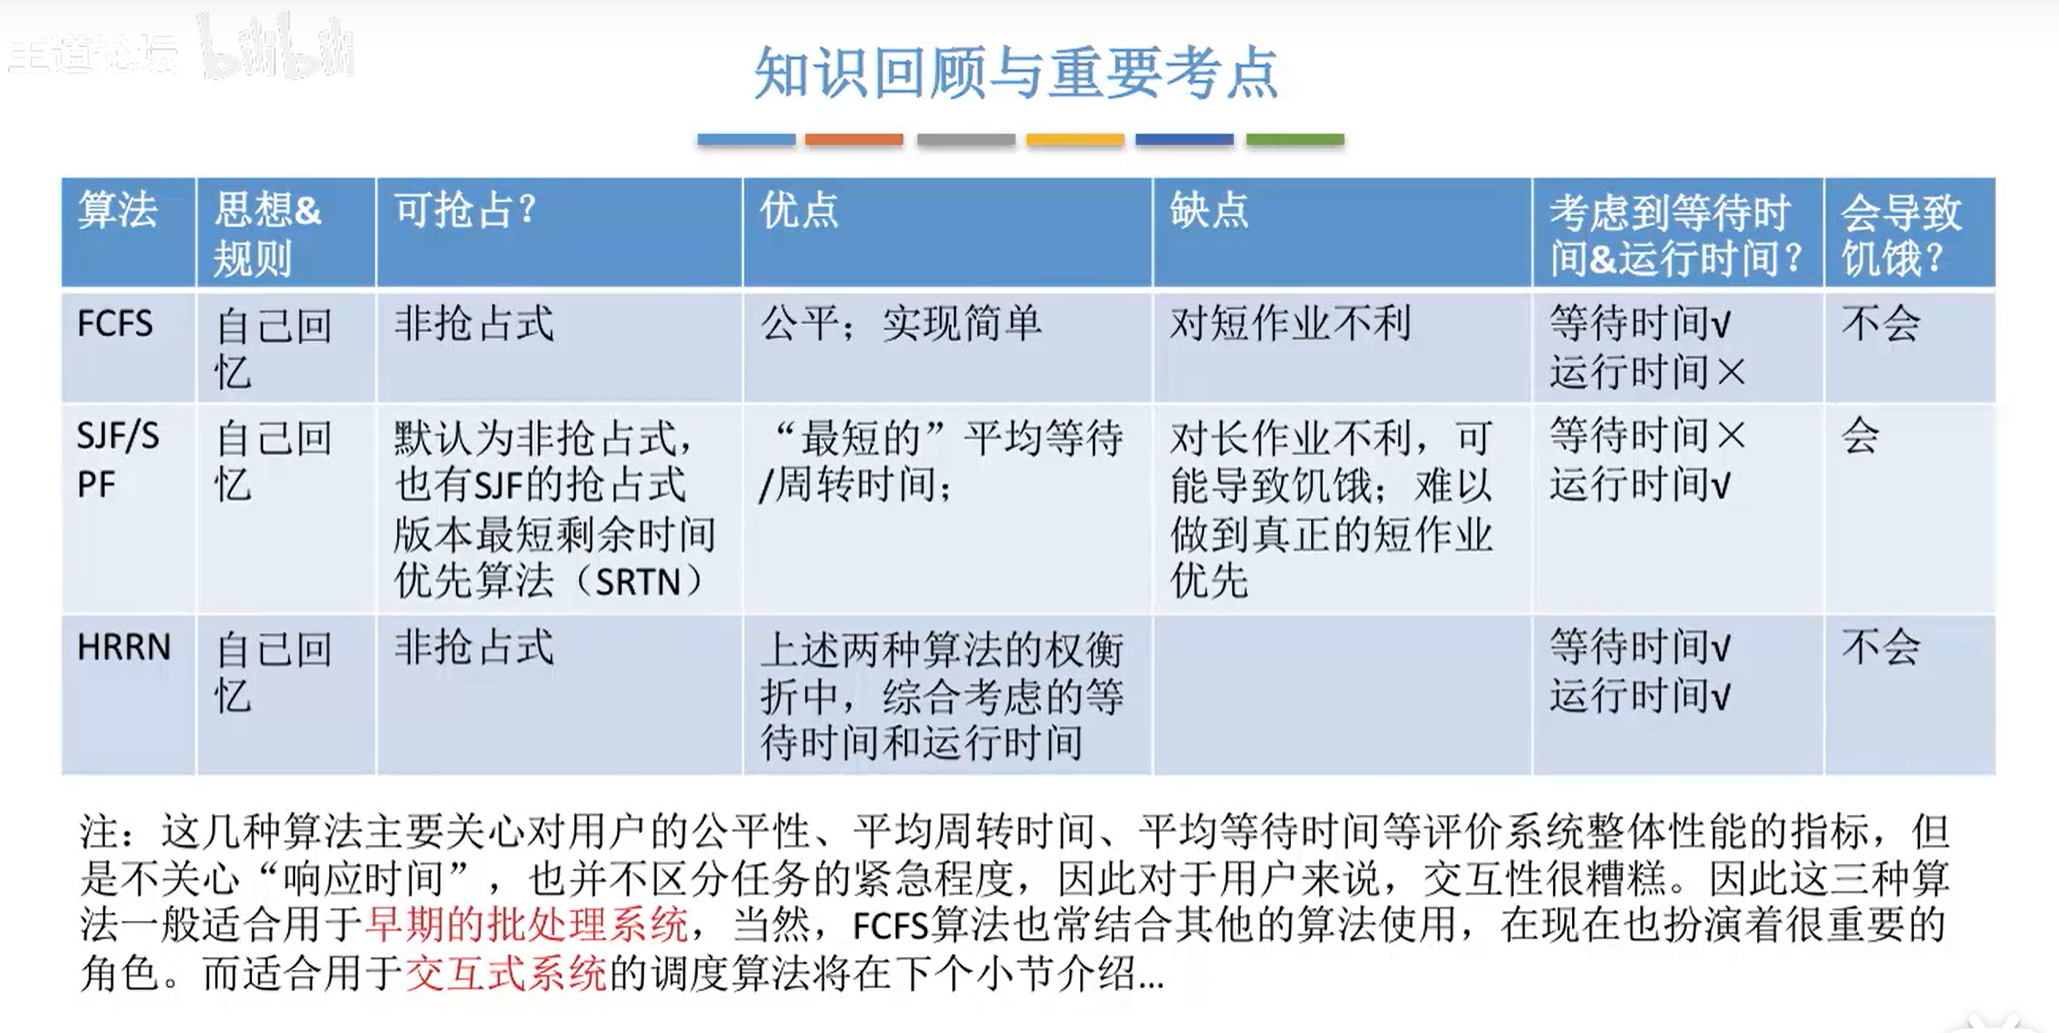 王道论坛 bilibili
知识回顾与重要考点
算法 思想& 可抢占？ 优点 缺点 考虑到等待时 会导致
规则 间&运行时间？ 饥饿？
FCFS 自己回 非抢占式 公平；实现简单 对短作业不利 等待时间√ 不会
忆 运行时间×
SJF/S 自己回 默认为非抢占式， “最短的”平均等待 对长作业不利，可 等待时间× 会
PF 忆 也有SJF的抢占式 /周转时间； 能导致饥饿；难以 运行时间√
版本最短剩余时间 做到真正的短作业
优先算法（SRTN） 优先
HRRN 自己回 非抢占式 上述两种算法的权衡 等待时间√ 不会
忆 折中，综合考虑的等 运行时间√
待时间和运行时间
注：这几种算法主要关心对用户的公平性、平均周转时间、平均等待时间等评价系统整体性能的指标，但
是不关心“响应时间”，也并不区分任务的紧急程度，因此对于用户来说，交互性很糟糕。因此这三种算
法一般适合用于早期的批处理系统，当然，FCFS算法也常结合其他的算法使用，在现在也扮演着很重要的
角色。而适合用于交互式系统的调度算法将在下个小节介绍...